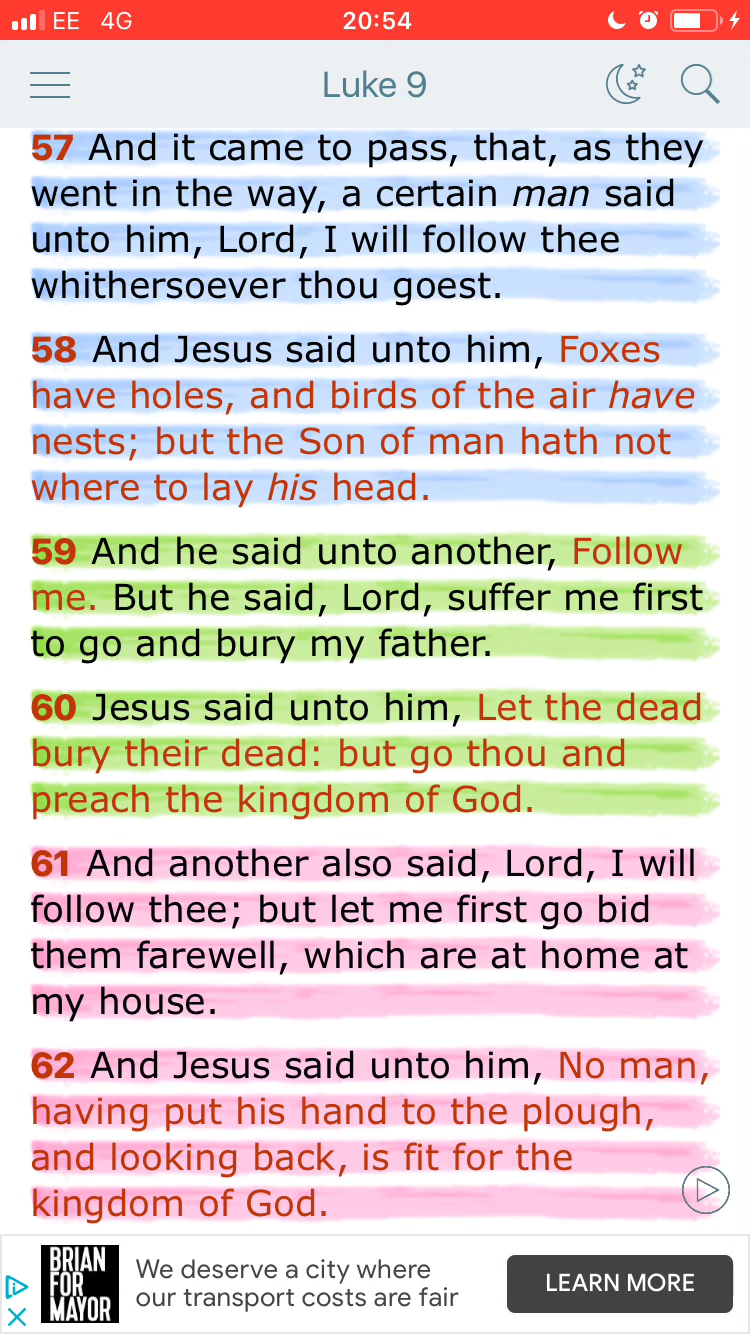 EE 4G 20:54
Luke 9
57 And it came to pass, that, as they
went in the way, a certain man said
unto him, Lord, I will follow thee
whithersoever thou goest.
58 And Jesus said unto him, Foxes
have holes, and birds of the air have
nests; but the Son of man hath not
where to lay his head.
59 And he said unto another, Follow
me. But he said, Lord, suffer me first
to go and bury my father.
60 Jesus said unto him, Let the dead
bury their dead: but go thou and
preach the kingdom of God.
61 And another also said, Lord, I will
follow thee; but let me first go bid
them farewell, which are at home at
my house.
62 And Jesus said unto him, No man,
having put his hand to the plough,
and looking back, is fit for the
kingdom of God.
BRIAN
FOR
MAYOR
We deserve a city where
our transport costs are fair
LEARN MORE